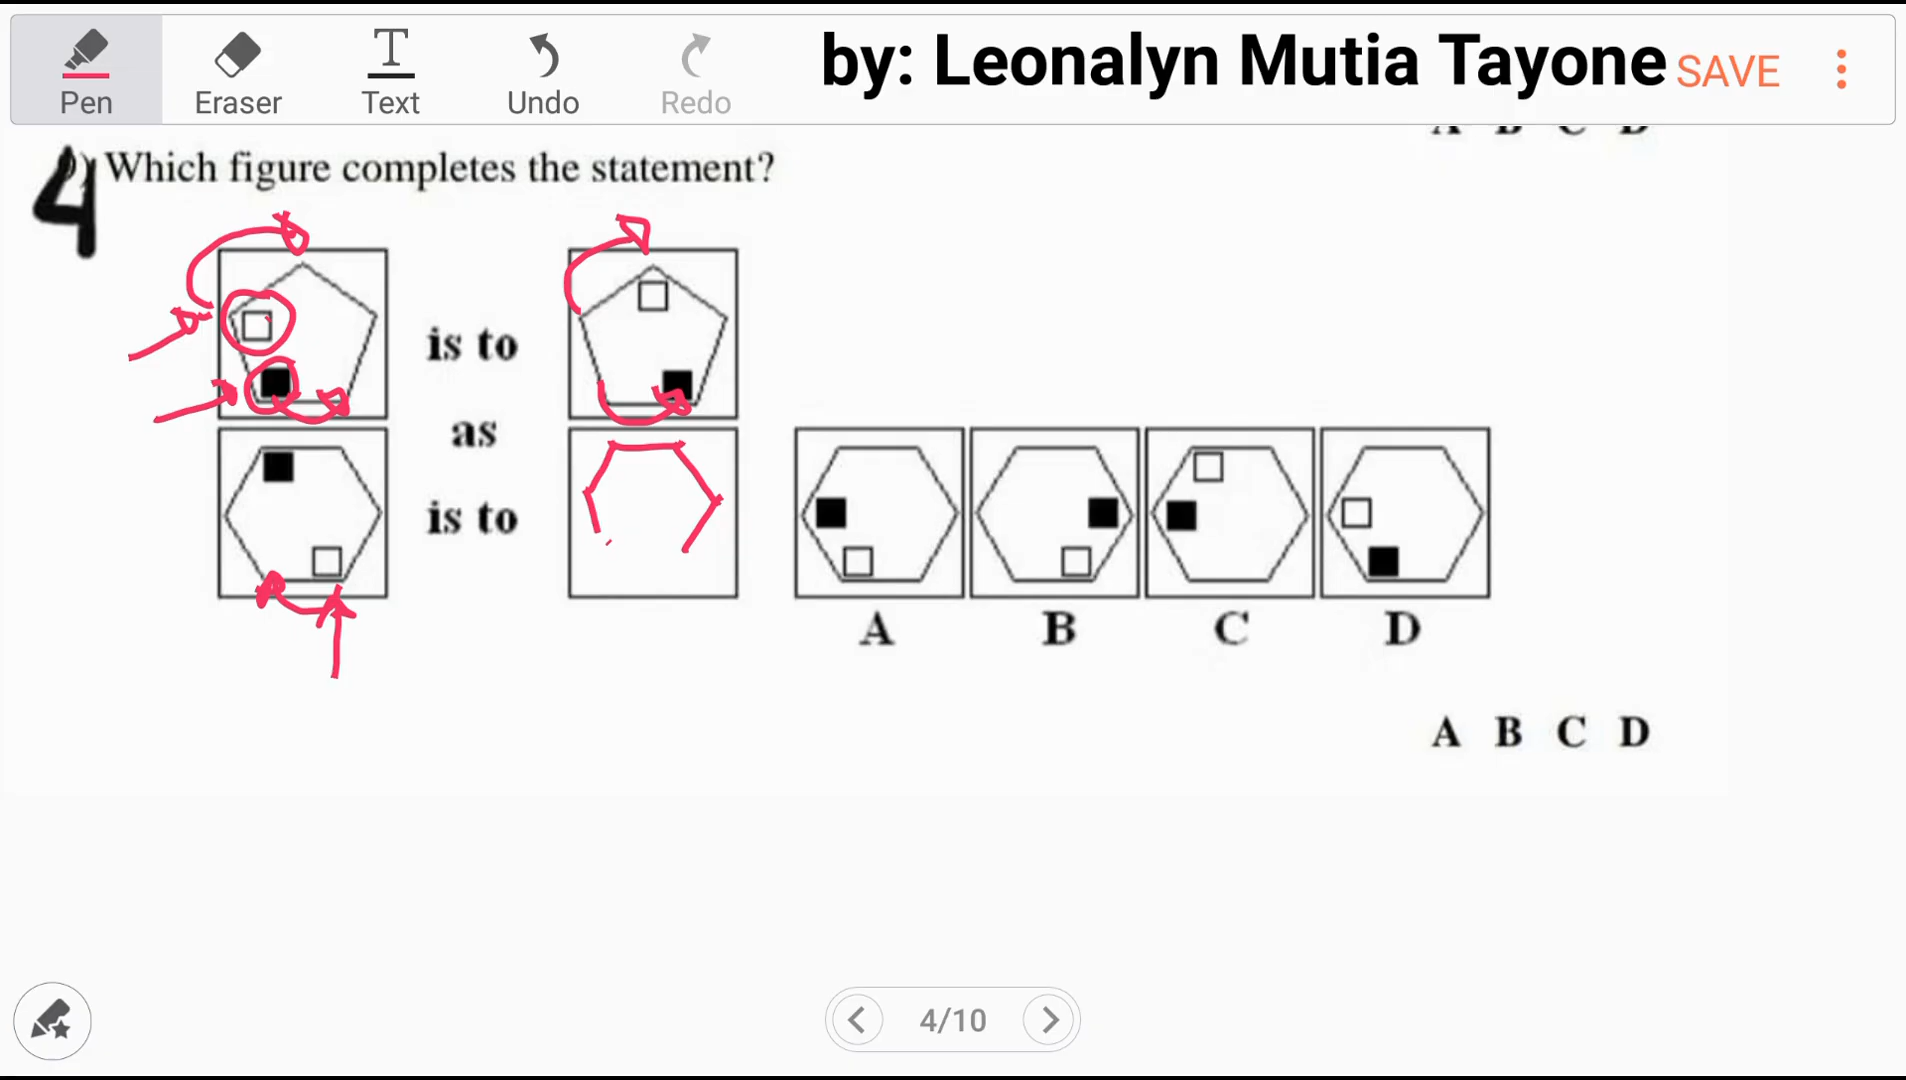 Pen Eraser Text Undo Redo by: Leonalyn Mutia Tayone SAVE
4) Which figure completes the statement?
is to
as
is to
A B C D
A B C D
4/10